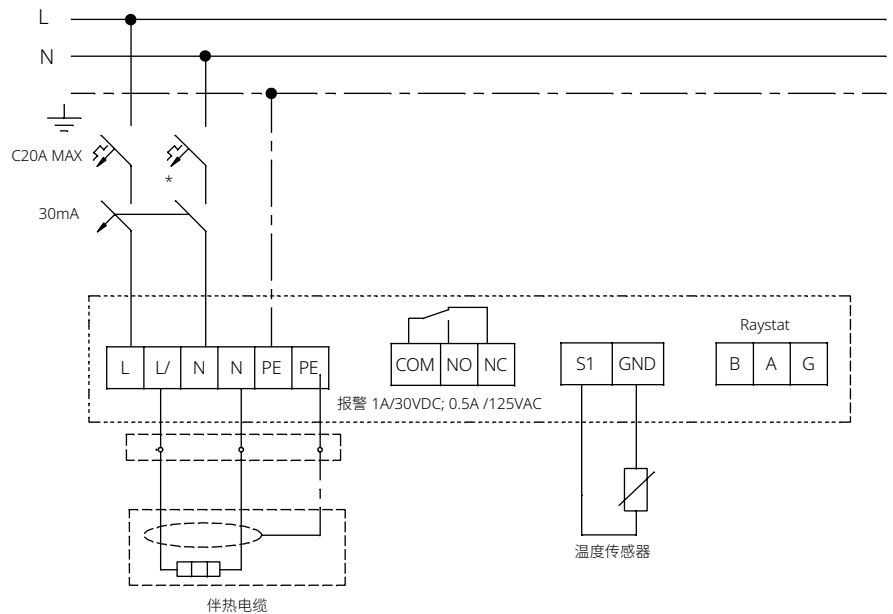 L
N
C20A MAX
*
30mA
Raystat
L L/ N N PE PE
COM NO NC
S1 GND
B A G
报警 1A/30VDC; 0.5A /125VAC
温度传感器
伴热电缆